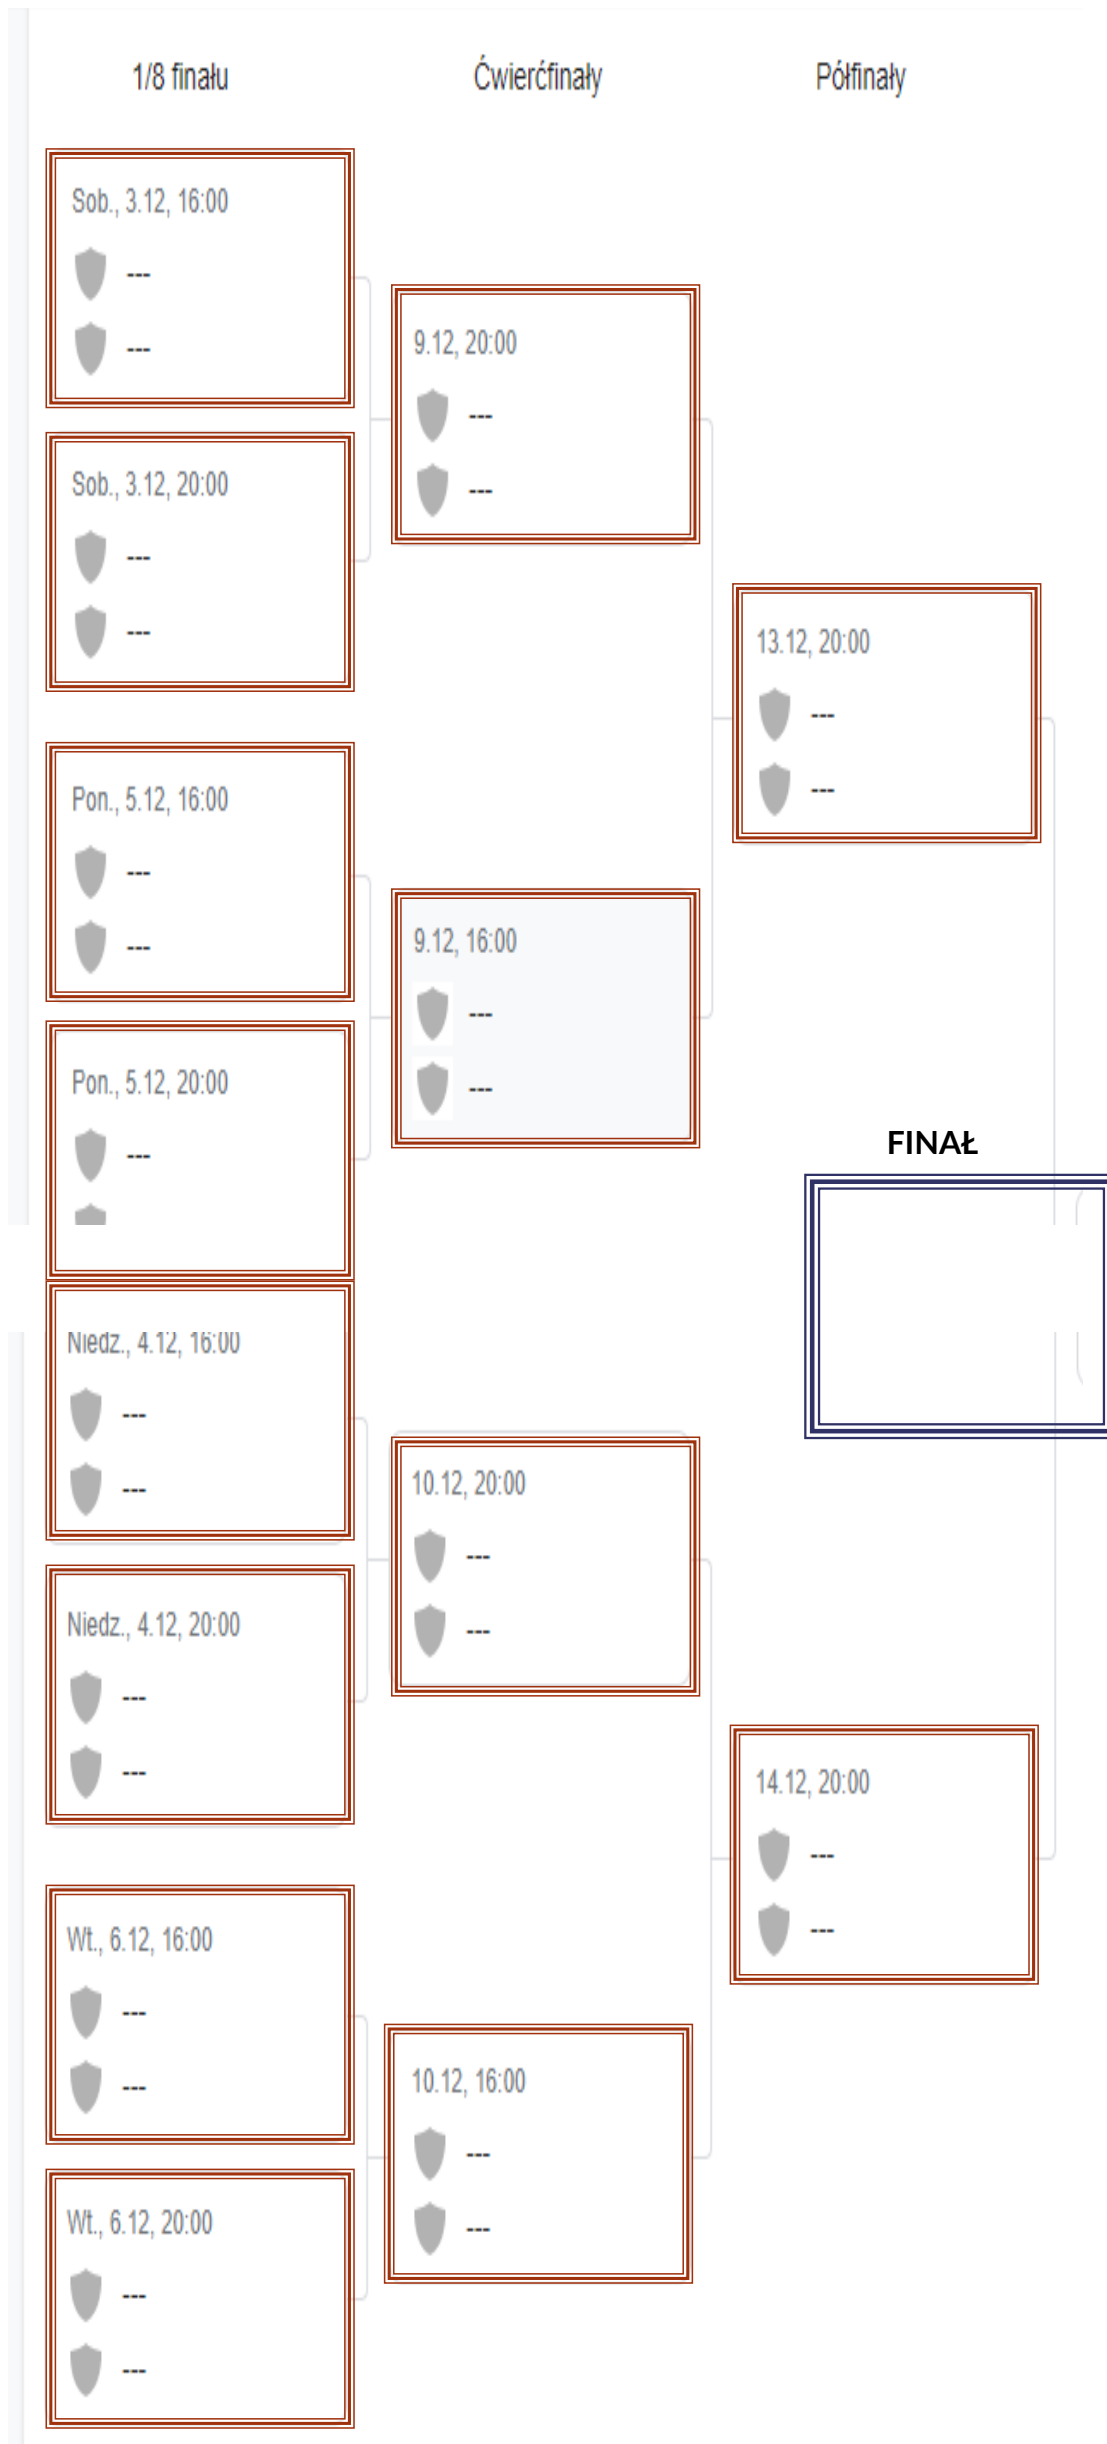 1/8 finału
Ćwierćfinały
Półfinały
Sob., 3.12, 16:00
---
---
Sob., 3.12, 20:00
---
---
Pon., 5.12, 16:00
---
---
Pon., 5.12, 20:00
---
Niedz., 4.12, 16:00
---
---
Niedz., 4.12, 20:00
---
---
Wt., 6.12, 16:00
---
---
Wt., 6.12, 20:00
---
---
9.12, 20:00
---
---
9.12, 16:00
---
---
10.12, 20:00
---
---
10.12, 16:00
---
---
13.12, 20:00
---
---
FINAŁ
14.12, 20:00
---
---